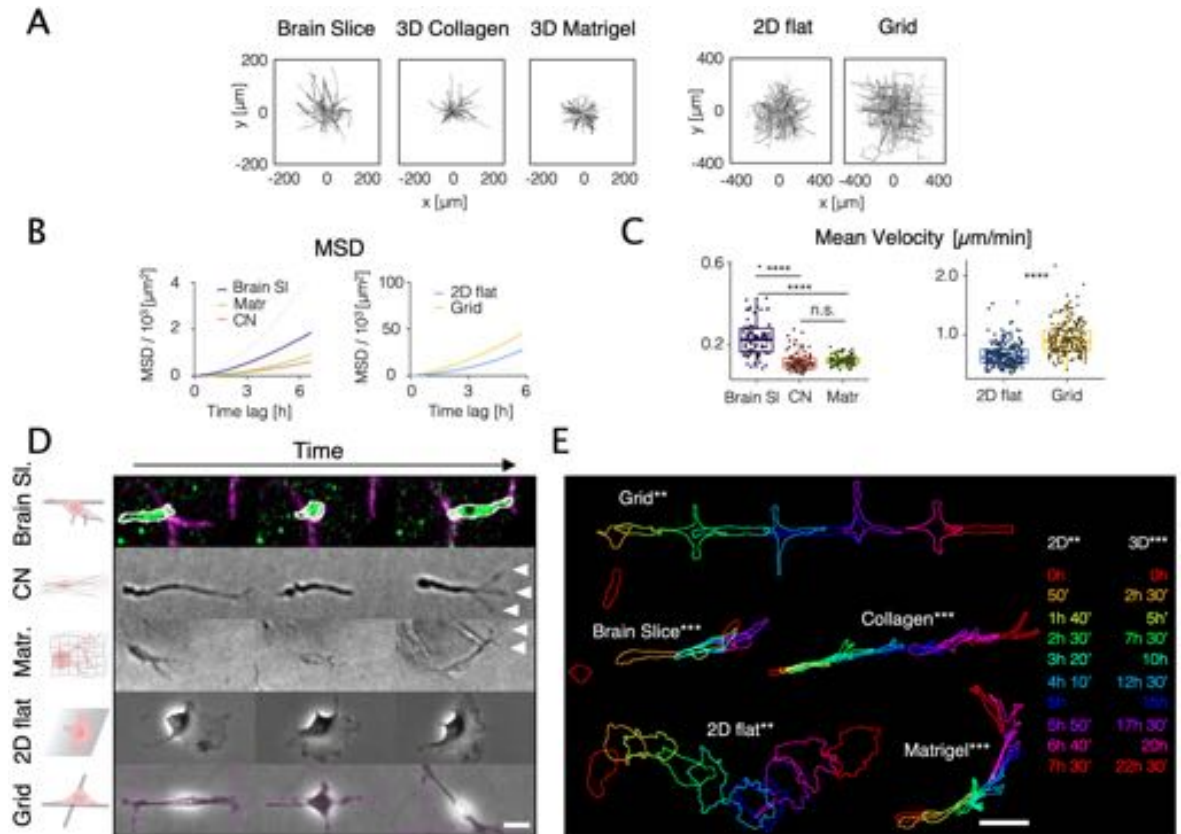 A
Brain Slice 3D Collagen 3D Matrigel 2D flat Grid
200
0
-200
y [µm]
400
0
-400
y [µm]
-200 0 200 -200 0 200 -200 0 200
x [µm]
-400 0 400 -400 0 400
x [µm]
B
MSD
MSD / 10³ [µm²]
4
2
0
Brain Sl
Matr
CN
0 3 6
Time lag [h]
MSD / 10³ [µm²]
100
50
0
2D flat
Grid
0 3 6
Time lag [h]
C
Mean Velocity [µm/min]
0.6
0.2
****
****
n.s.
Brain Sl CN Matr
2.0
1.0
****
2D flat Grid
D
Time
Brain Sl.
CN
Matr.
2D flat
Grid
E
Grid**
Brain Slice***
Collagen***
2D flat**
Matrigel***
2D** 3D***
0h 0h
50' 2h 30'
1h 40' 5h
2h 30' 7h 30'
3h 20' 10h
4h 10' 12h 30'
5h 50' 17h 30'
6h 40' 20h
7h 30' 22h 30'